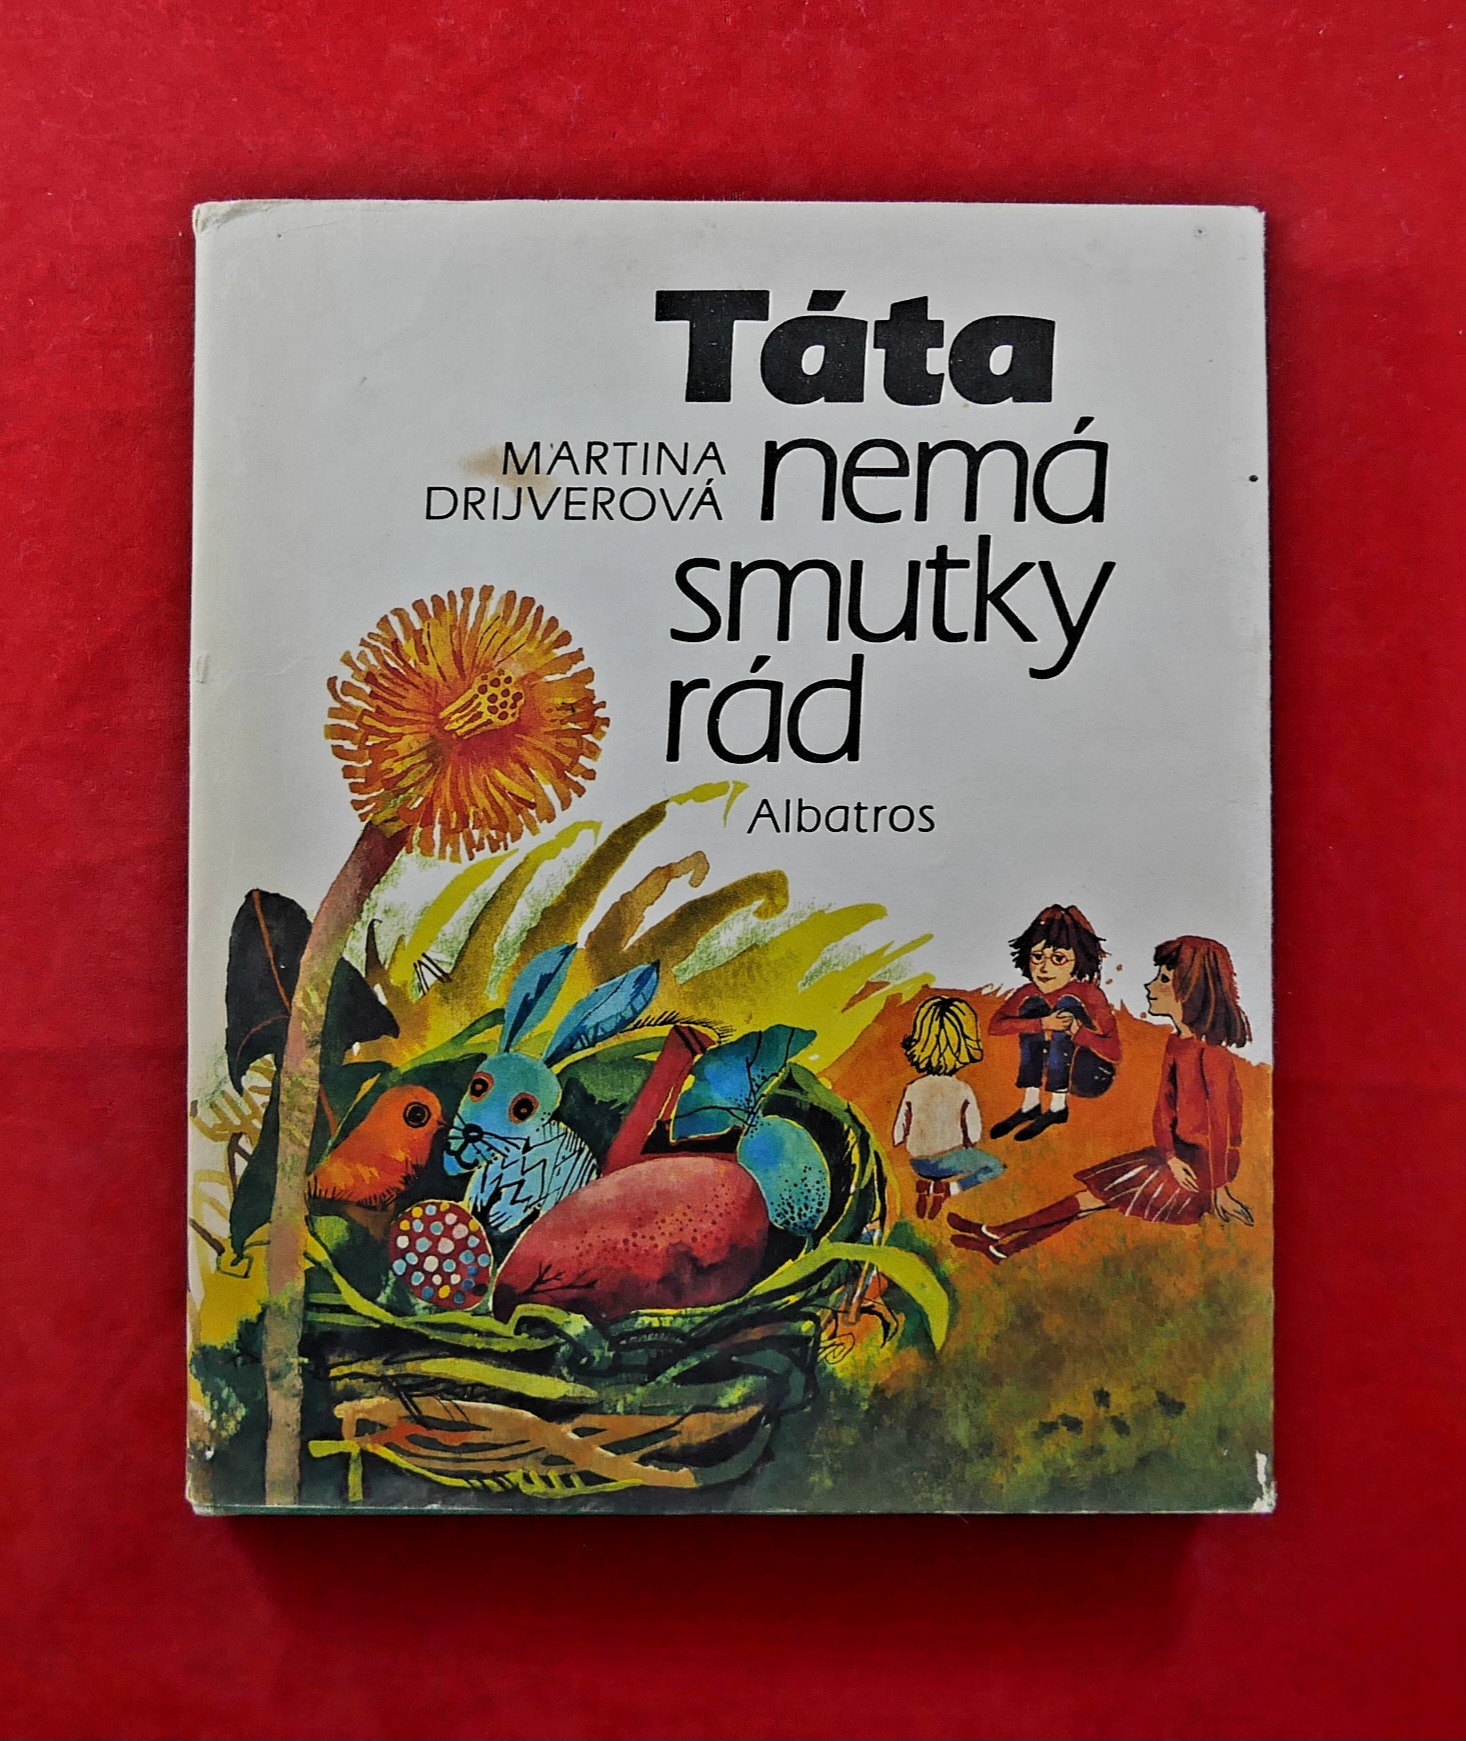 Táta
MARTINA
DRIJVEROVÁ
nemá
smutky
rád
Albatros